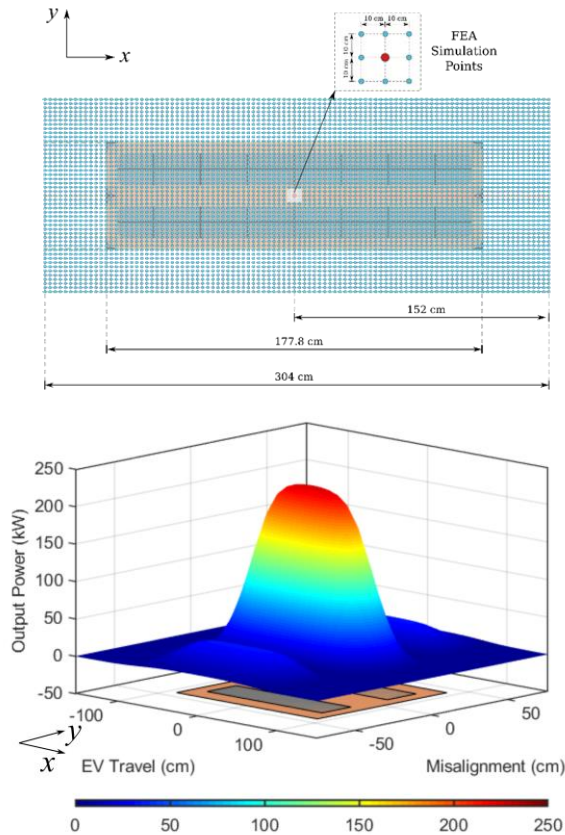 y
x
10 cm 10 cm
10 cm
10 cm
FEA
Simulation
Points
152 cm
177.8 cm
304 cm
250
200
150
100
50
0
-50
Output Power (kW)
-100
0
100
-50
0
50
y
x
EV Travel (cm)
Misalignment (cm)
0 50 100 150 200 250